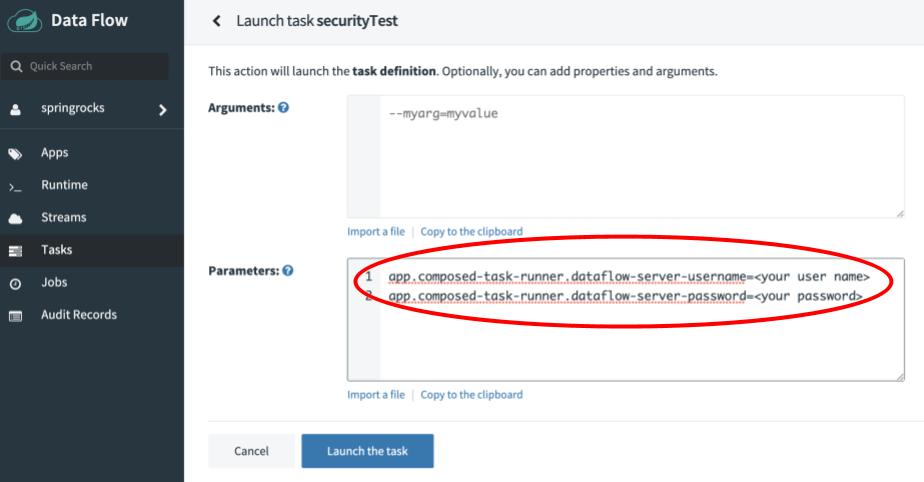 Data Flow
Quick Search
springrocks
Apps
Runtime
Streams
Tasks
Jobs
Audit Records
Launch task securityTest
This action will launch the task definition. Optionally, you can add properties and arguments.
Arguments:
--myarg=myvalue
Import a file | Copy to the clipboard
Parameters:
1 app.composed-task-runner.dataflow-server-username=<your user name>
2 app.composed-task-runner.dataflow-server-password=<your password>
Import a file | Copy to the clipboard
Cancel Launch the task